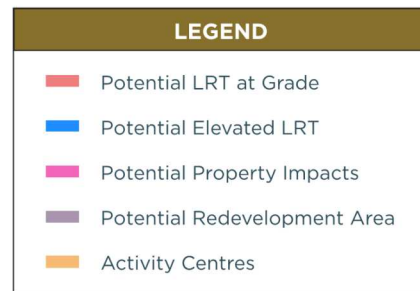 LEGEND
Potential LRT at Grade
Potential Elevated LRT
Potential Property Impacts
Potential Redevelopment Area
Activity Centres